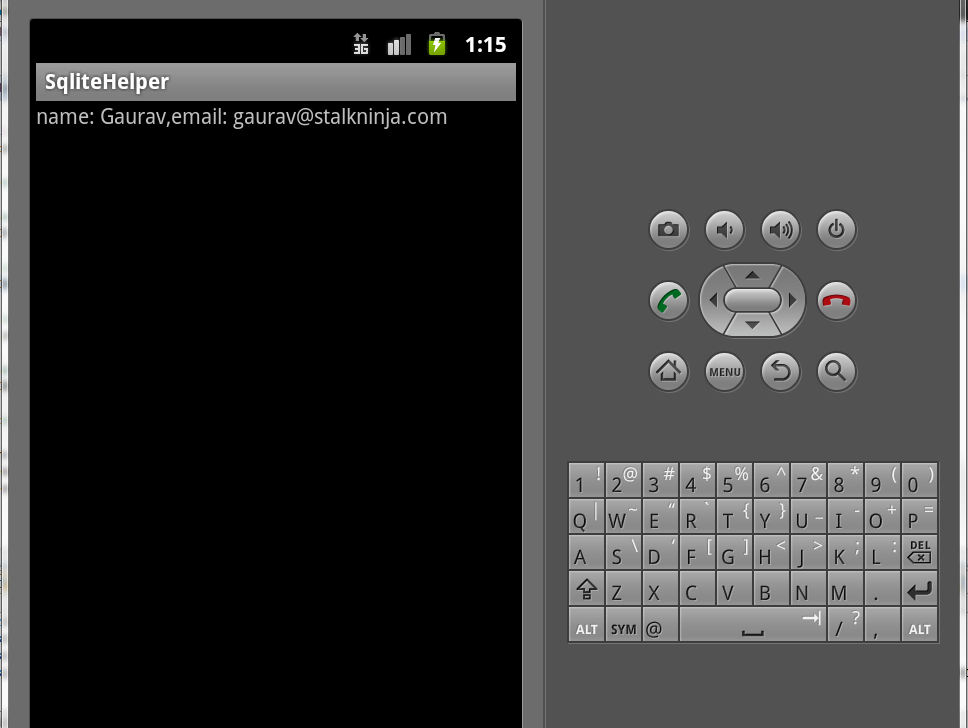 3G 1:15
SqliteHelper
name: Gaurav,email: gaurav@stalkninja.com
MENU
1 ! 2 @ 3 # 4 $ 5 % 6 ^ 7 & 8 * 9 ( 0 )
Q | W ~ E “ R ` T { Y } U _ I - O + P =
A S \ D ‘ F [ G ] H < J > K ; L : DEL
Z X C V B N M .
ALT SYM @ / ? , ALT